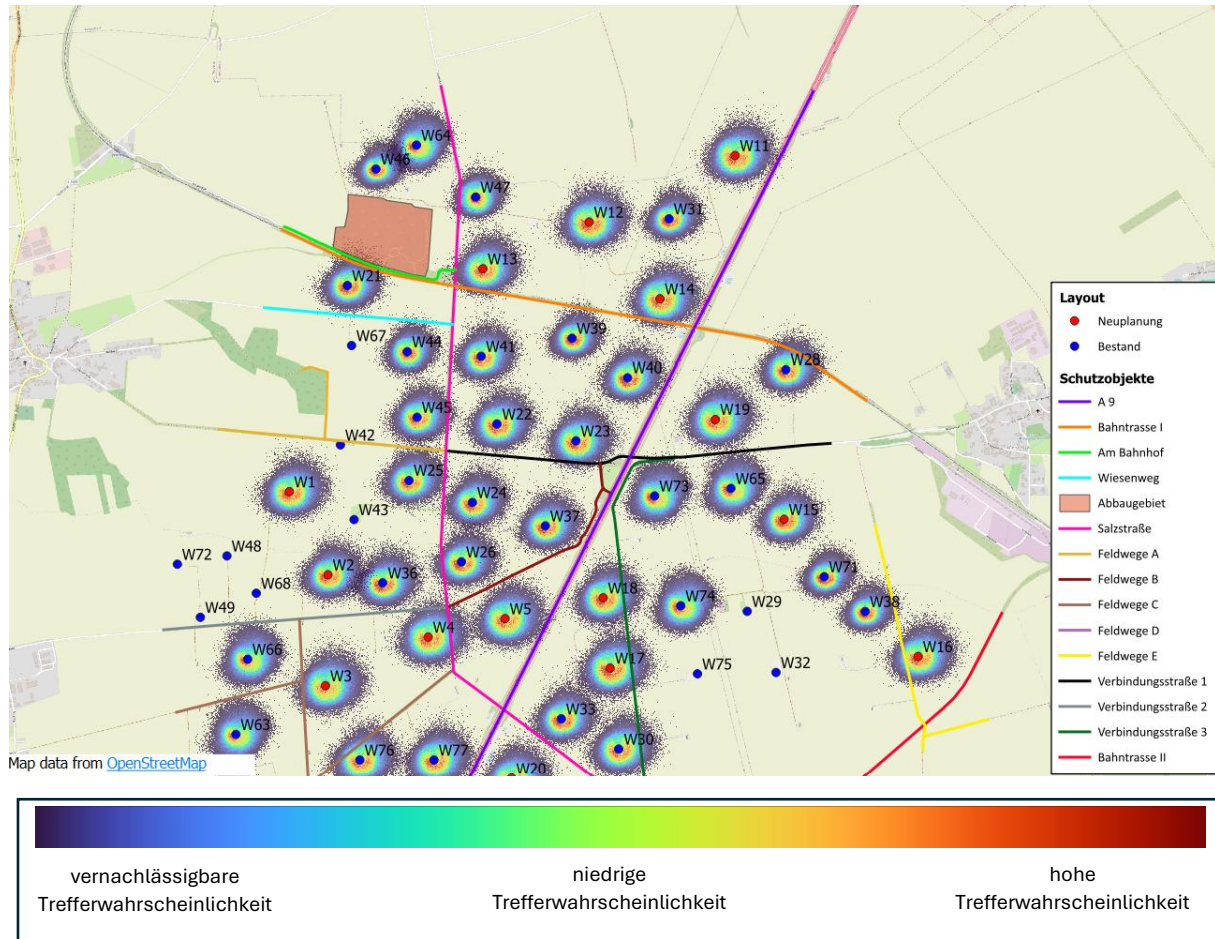 W64
W46
W11
W47
W12
W31
W13
W21
W14
W39
W67
W44
W41
W28
W40
W45
W22
W19
W23
W42
W25
W1
W24
W73
W65
W43
W37
W15
W48
W72
W26
W2
W36
W71
W68
W49
W18
W74
W29
W38
W5
W4
W66
W17
W16
W75
W32
W3
W33
W63
W30
W76
W77
W20
Layout
Neuplanung
Bestand
Schutzobjekte
A 9
Bahntrasse I
Am Bahnhof
Wiesenweg
Abbaugebiet
Salzstraße
Feldwege A
Feldwege B
Feldwege C
Feldwege D
Feldwege E
Verbindungsstraße 1
Verbindungsstraße 2
Verbindungsstraße 3
Bahntrasse II
Map data from OpenStreetMap
vernachlässigbare
Trefferwahrscheinlichkeit
niedrige
Trefferwahrscheinlichkeit
hohe
Trefferwahrscheinlichkeit